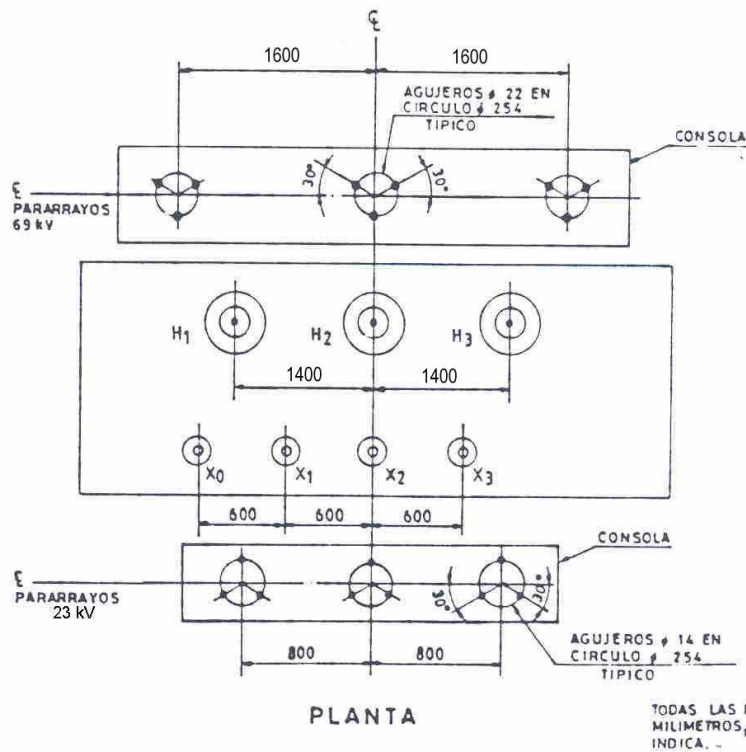 ℄
1600 1600
AGUJEROS ø 22 EN
CIRCULO ø 254
TIPICO
CONSOLA
30° 30°
℄
PARARRAYOS
69 kV
H1 H2 H3
1400 1400
X0 X1 X2 X3
600 600 600
CONSOLA
℄
PARARRAYOS
23 kV
30° 30°
800 800
AGUJEROS ø 14 EN
CIRCULO ø 254
TIPICO
PLANTA
TODAS LAS
MILIMETROS,
INDICA. -